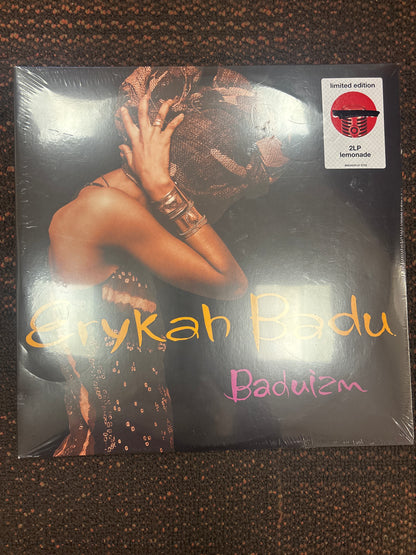 limited edition
2LP
lemonade
Erykah Badu
Baduizm